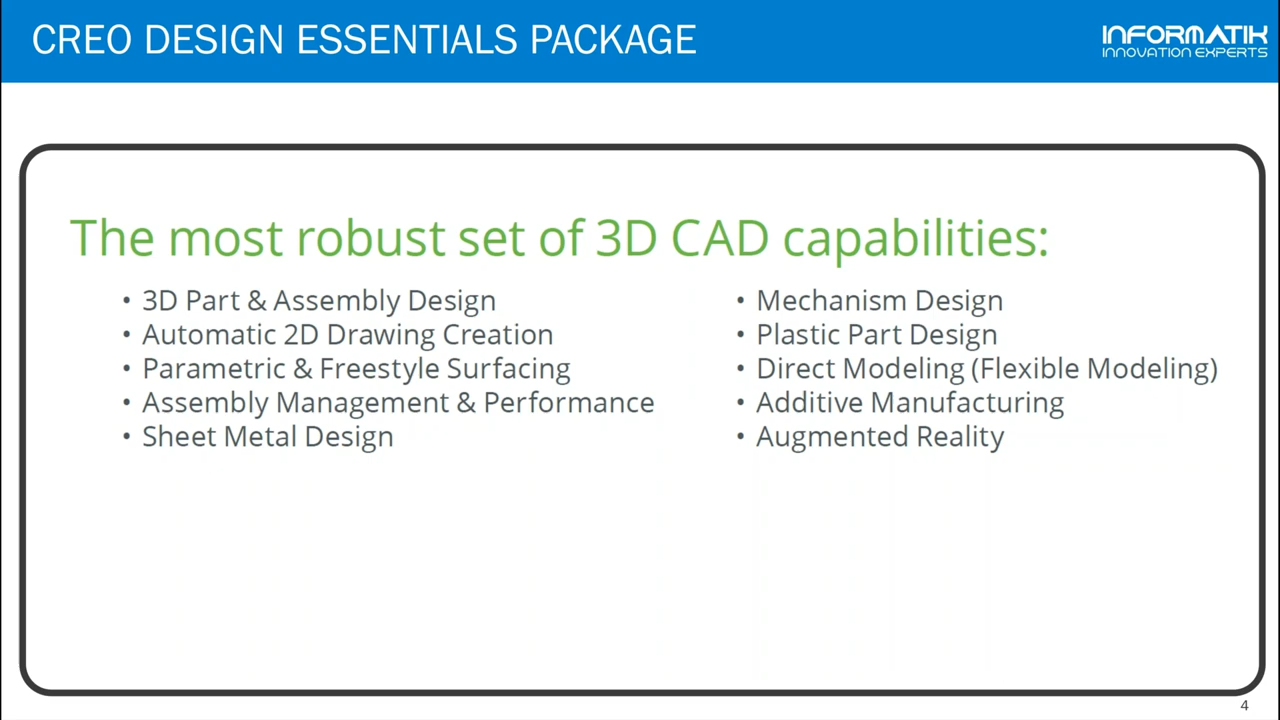 CREO DESIGN ESSENTIALS PACKAGE
INFORMATIK
INNOVATION EXPERTS
The most robust set of 3D CAD capabilities:
• 3D Part & Assembly Design
• Automatic 2D Drawing Creation
• Parametric & Freestyle Surfacing
• Assembly Management & Performance
• Sheet Metal Design
• Mechanism Design
• Plastic Part Design
• Direct Modeling (Flexible Modeling)
• Additive Manufacturing
• Augmented Reality
4